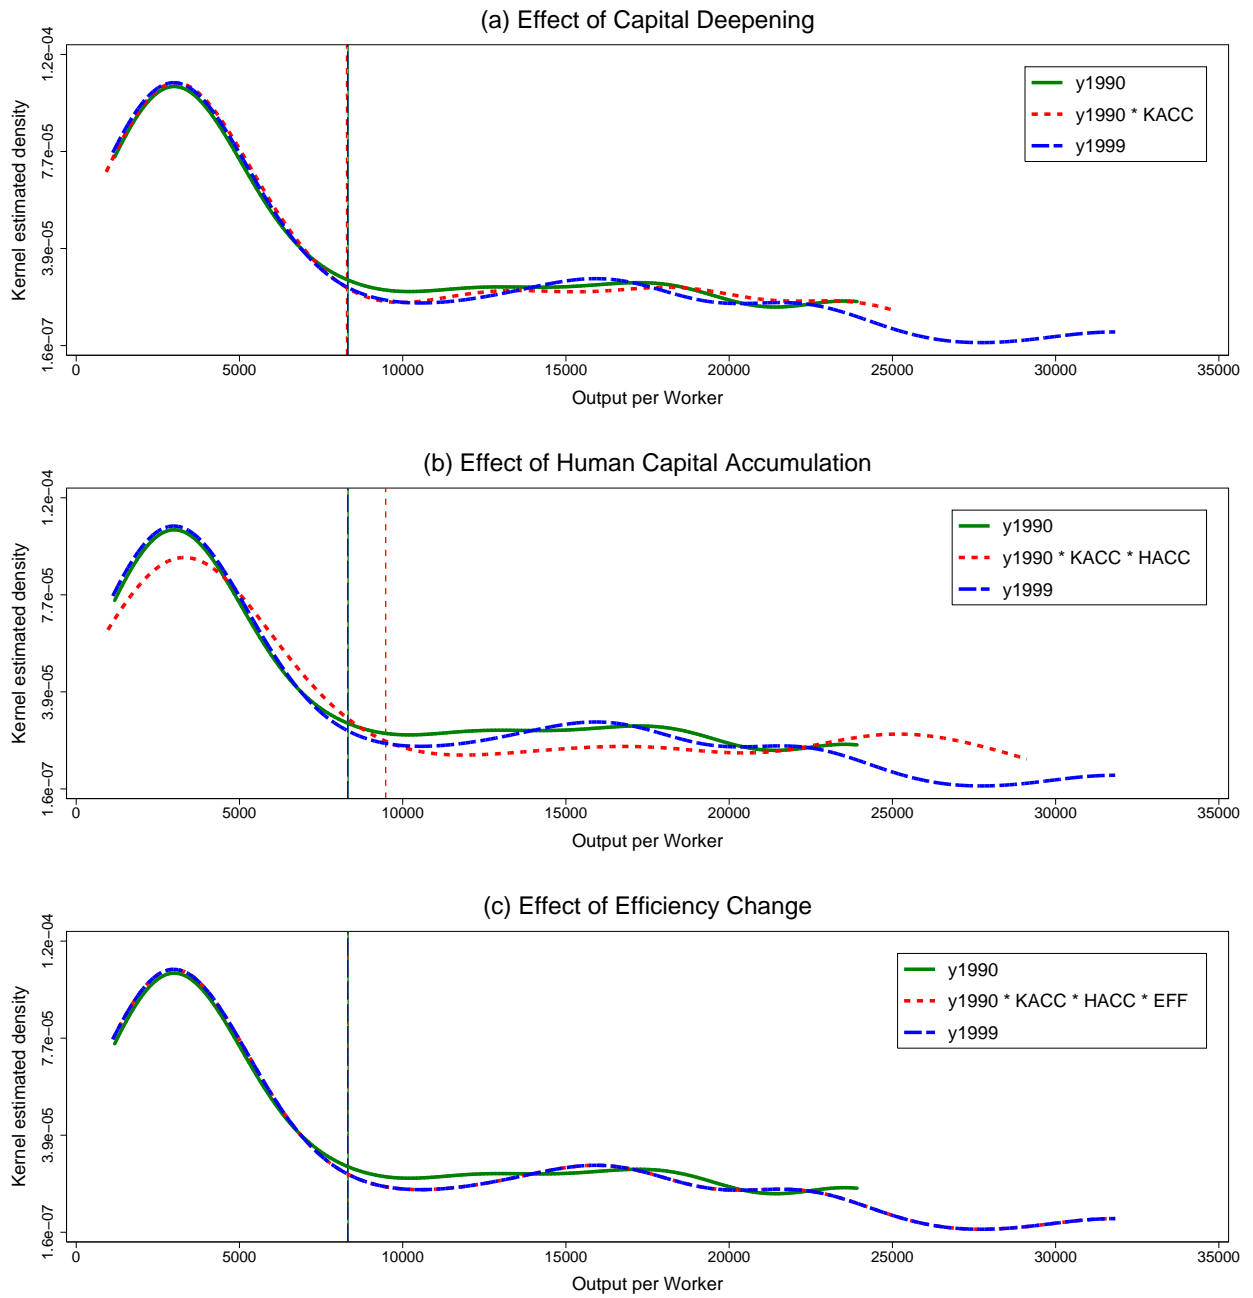 (a) Effect of Capital Deepening
Kernel estimated density
1.2e−04
7.7e−05
3.9e−05
1.6e−07
y1990
y1990 * KACC
y1999
0 5000 10000 15000 20000 25000 30000 35000
Output per Worker
(b) Effect of Human Capital Accumulation
Kernel estimated density
1.2e−04
7.7e−05
3.9e−05
1.6e−07
y1990
y1990 * KACC * HACC
y1999
0 5000 10000 15000 20000 25000 30000 35000
Output per Worker
(c) Effect of Efficiency Change
Kernel estimated density
1.2e−04
7.7e−05
3.9e−05
1.6e−07
y1990
y1990 * KACC * HACC * EFF
y1999
0 5000 10000 15000 20000 25000 30000 35000
Output per Worker